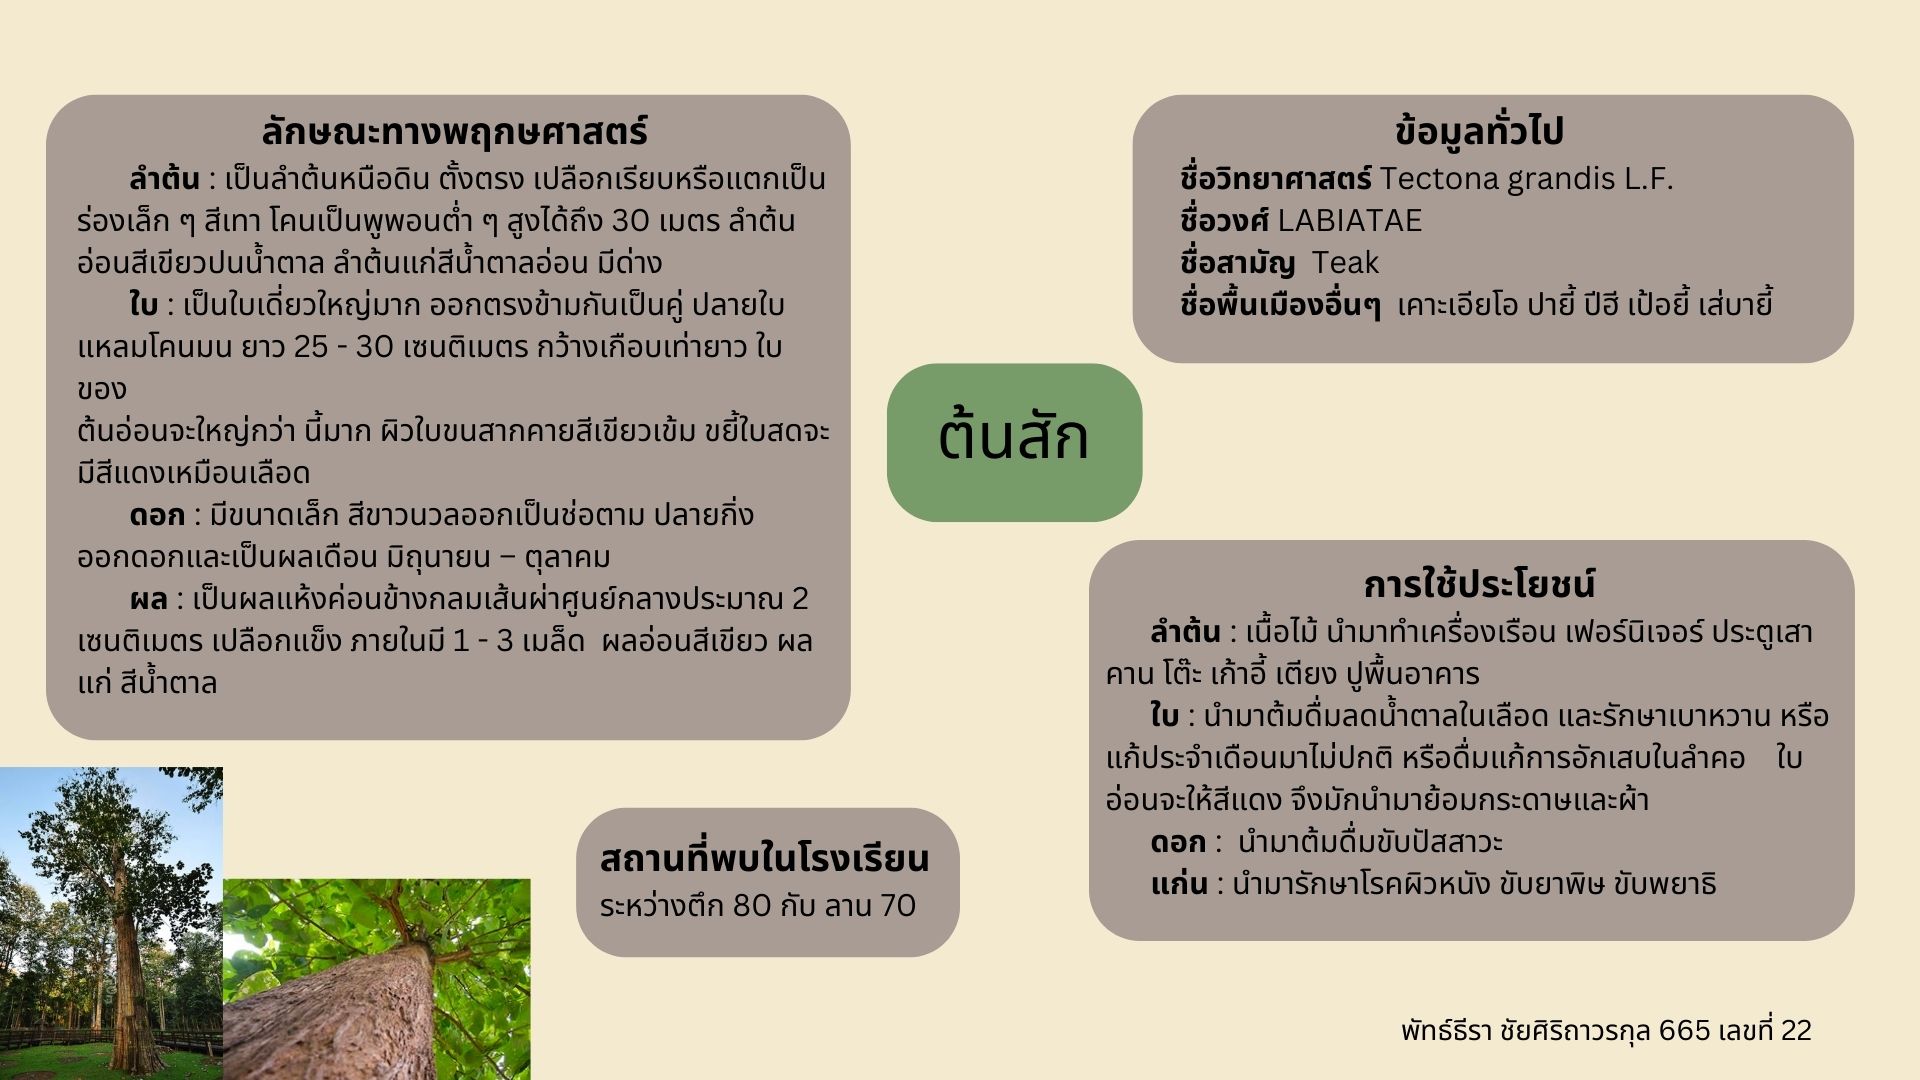 ลักษณะทางพฤกษศาสตร์
ลำต้น : เป็นลำต้นหนือดิน ตั้งตรง เปลือกเรียบหรือแตกเป็น
ร่องเล็ก ๆ สีเทา โคนเป็นพูพอนต่ำ ๆ สูงได้ถึง 30 เมตร ลำต้น
อ่อนสีเขียวปนน้ำตาล ลำต้นแก่สีน้ำตาลอ่อน มีด่าง
ใบ : เป็นใบเดี่ยวใหญ่มาก ออกตรงข้ามกันเป็นคู่ ปลายใบ
แหลมโคนมน ยาว 25 - 30 เซนติเมตร กว้างเกือบเท่ายาว ใบ
ของ
ต้นอ่อนจะใหญ่กว่า นี้มาก ผิวใบขนสากคายสีเขียวเข้ม ขยี้ใบสดจะ
มีสีแดงเหมือนเลือด
ดอก : มีขนาดเล็ก สีขาวนวลออกเป็นช่อตาม ปลายกิ่ง
ออกดอกและเป็นผลเดือน มิถุนายน – ตุลาคม
ผล : เป็นผลแห้งค่อนข้างกลมเส้นผ่าศูนย์กลางประมาณ 2
เซนติเมตร เปลือกแข็ง ภายในมี 1 - 3 เมล็ด  ผลอ่อนสีเขียว ผล
แก่ สีน้ำตาล
ข้อมูลทั่วไป
ชื่อวิทยาศาสตร์ Tectona grandis L.F.
ชื่อวงศ์ LABIATAE
ชื่อสามัญ  Teak
ชื่อพื้นเมืองอื่นๆ  เคาะเอียโอ ปายี้ ปีฮี เป้อยี้ เส่บายี้
ต้นสัก
การใช้ประโยชน์
ลำต้น : เนื้อไม้ นำมาทำเครื่องเรือน เฟอร์นิเจอร์ ประตูเสา
คาน โต๊ะ เก้าอี้ เตียง ปูพื้นอาคาร
ใบ : นำมาต้มดื่มลดน้ำตาลในเลือด และรักษาเบาหวาน หรือ
แก้ประจำเดือนมาไม่ปกติ หรือดื่มแก้การอักเสบในลำคอ    ใบ
อ่อนจะให้สีแดง จึงมักนำมาย้อมกระดาษและผ้า
ดอก :  นำมาต้มดื่มขับปัสสาวะ
แก่น : นำมารักษาโรคผิวหนัง ขับยาพิษ ขับพยาธิ
สถานที่พบในโรงเรียน
ระหว่างตึก 80 กับ ลาน 70
พัทธ์ธีรา ชัยศิริถาวรกุล 665 เลขที่ 22